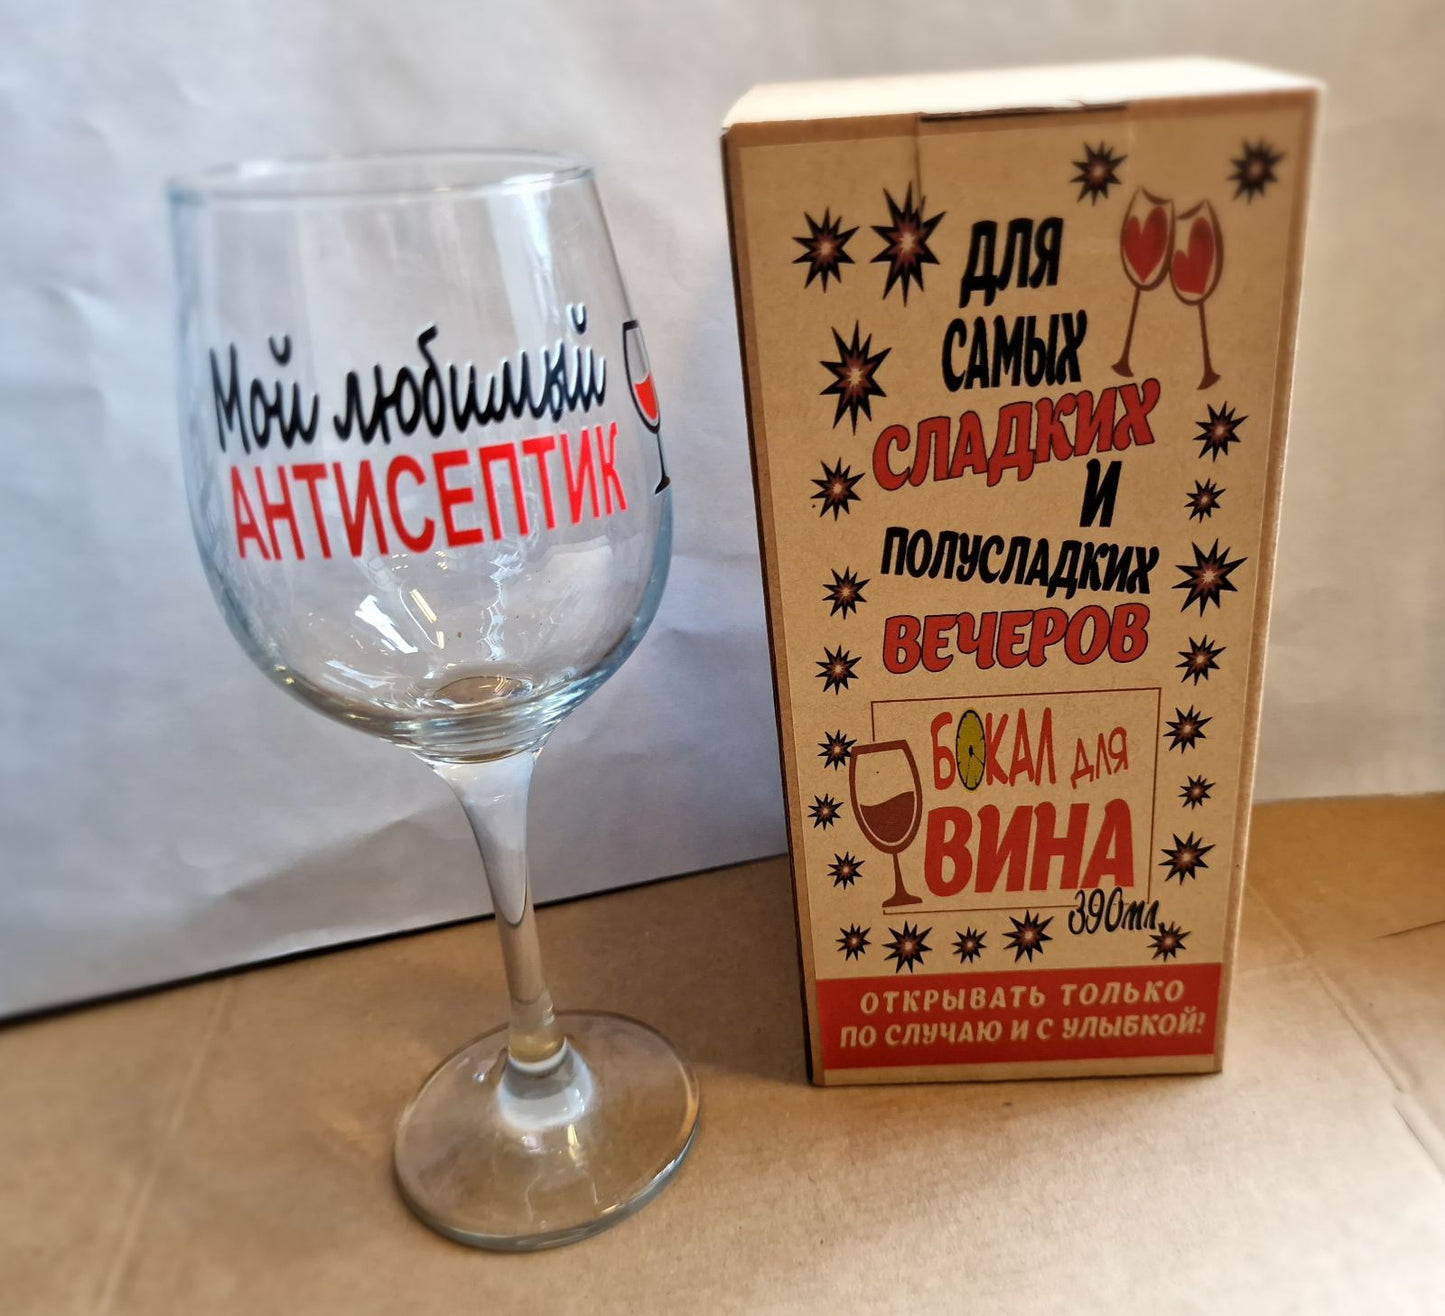 Мой любимый
АНТИСЕПТИК
ДЛЯ
САМЫХ
СЛАДКИХ
И
ПОЛУСЛАДКИХ
ВЕЧЕРОВ
БОКАЛ для
ВИНА
390мл.
ОТКРЫВАТЬ ТОЛЬКО
ПО СЛУЧАЮ И С УЛЫБКОЙ!